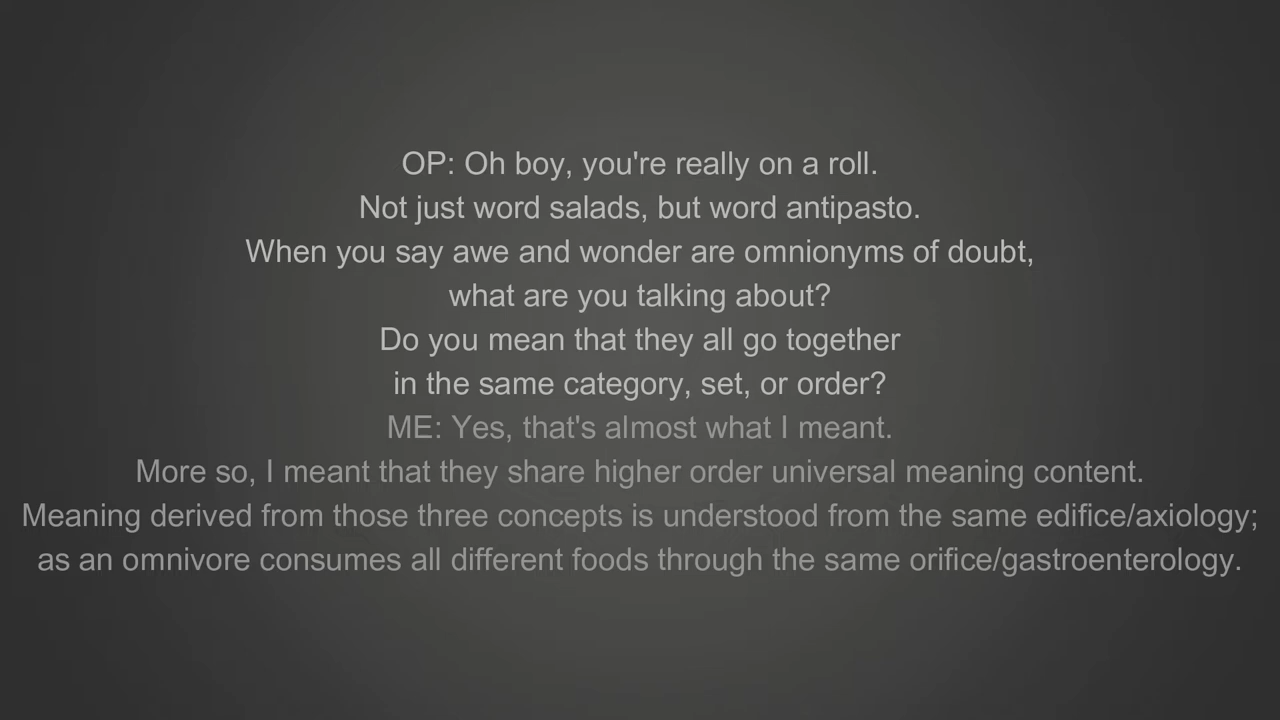 OP: Oh boy, you're really on a roll.
Not just word salads, but word antipasto.
When you say awe and wonder are omnionyms of doubt,
what are you talking about?
Do you mean that they all go together
in the same category, set, or order?
ME: Yes, that's almost what I meant.
More so, I meant that they share higher order universal meaning content.
Meaning derived from those three concepts is understood from the same edifice/axiology;
as an omnivore consumes all different foods through the same orifice/gastroenterology.